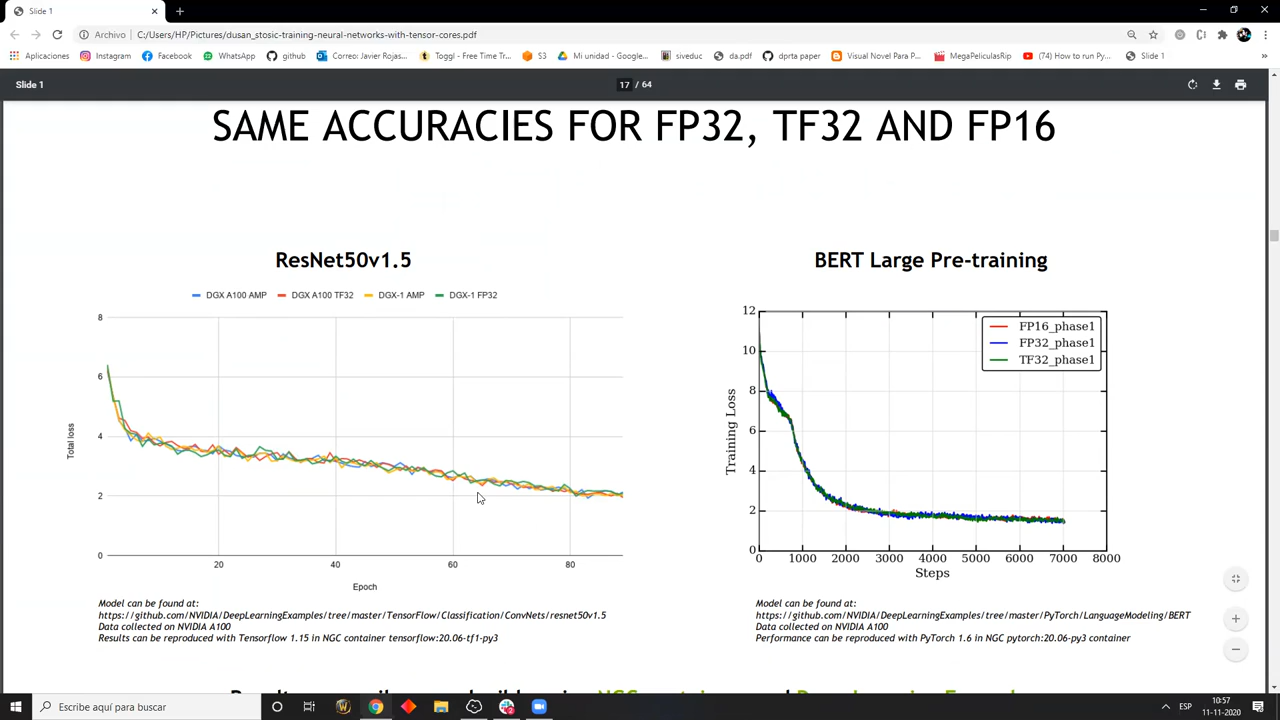 Slide 1
Archivo
C:/Users/HP/Pictures/dusan_stosic-training-neural-networks-with-tensor-cores.pdf
Aplicaciones
Instagram
Facebook
WhatsApp
github
Correo: Javier Rojas...
Toggl - Free Time Tr...
S3
Mi unidad - Google...
siveduc
da.pdf
dprta paper
Visual Novel Para P...
MegaPeliculasRip
(74) How to run Py...
Slide 1
»
Slide 1
17 / 64
SAME ACCURACIES FOR FP32, TF32 AND FP16
ResNet50v1.5
DGX A100 AMP
DGX A100 TF32
DGX-1 AMP
DGX-1 FP32
8
6
4
2
0
Total loss
20
40
60
80
Epoch
Model can be found at:
https://github.com/NVIDIA/DeepLearningExamples/tree/master/TensorFlow/Classification/ConvNets/resnet50v1.5
Data collected on NVIDIA A100
Results can be reproduced with Tensorflow 1.15 in NGC container tensorflow:20.06-tf1-py3
BERT Large Pre-training
FP16_phase1
FP32_phase1
TF32_phase1
12
10
8
6
4
2
0
Training Loss
0
1000
2000
3000
4000
5000
6000
7000
8000
Steps
Model can be found at:
https://github.com/NVIDIA/DeepLearningExamples/tree/master/PyTorch/LanguageModeling/BERT
Data collected on NVIDIA A100
Performance can be reproduced with PyTorch 1.6 in NGC pytorch:20.06-py3 container
Escribe aquí para buscar
ESP
10:57
11-11-2020